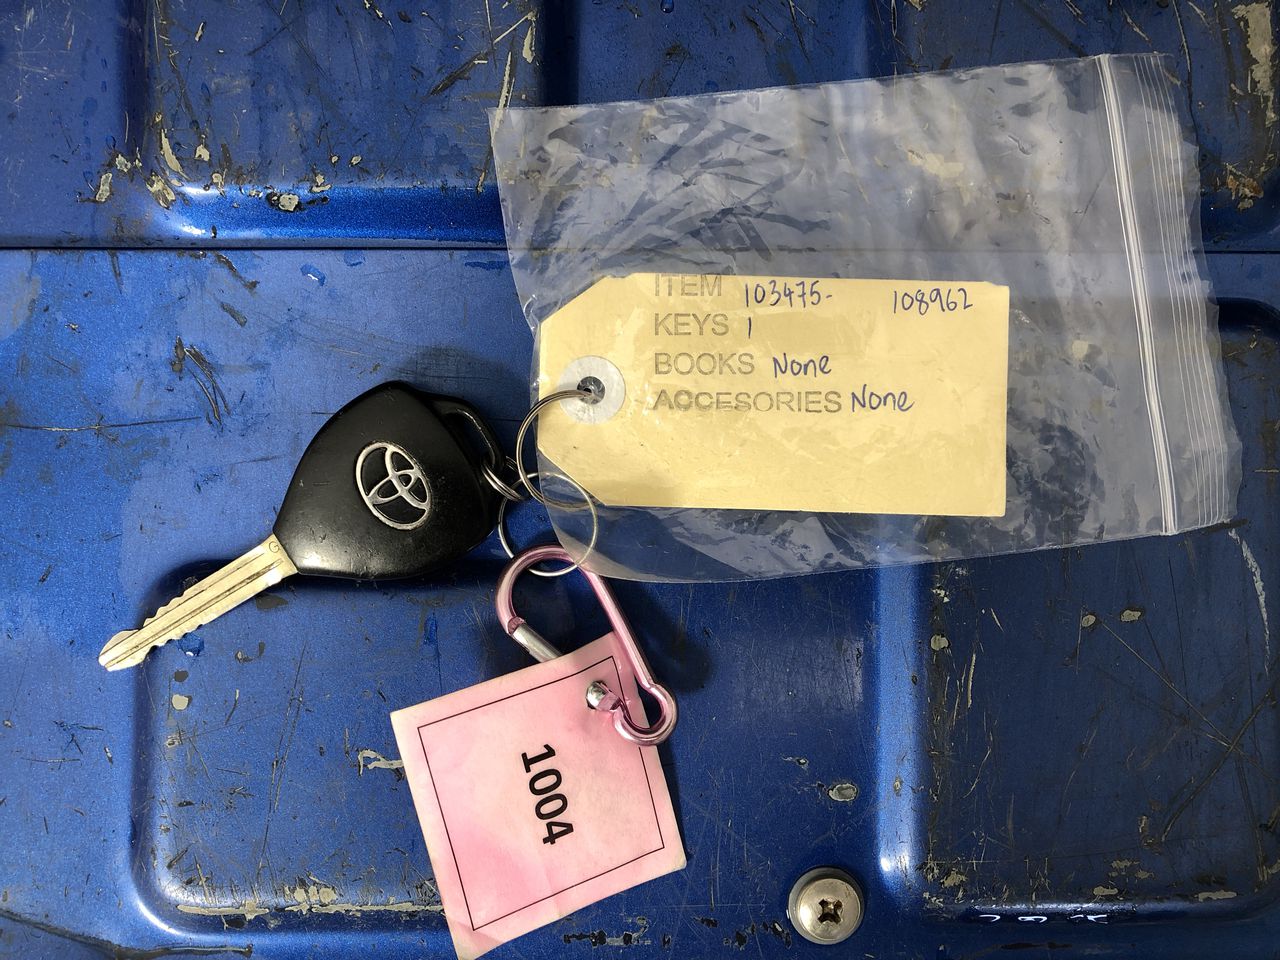 ITEM 103475- 108962
KEYS 1
BOOKS None
ACCESORIES None
1004
G